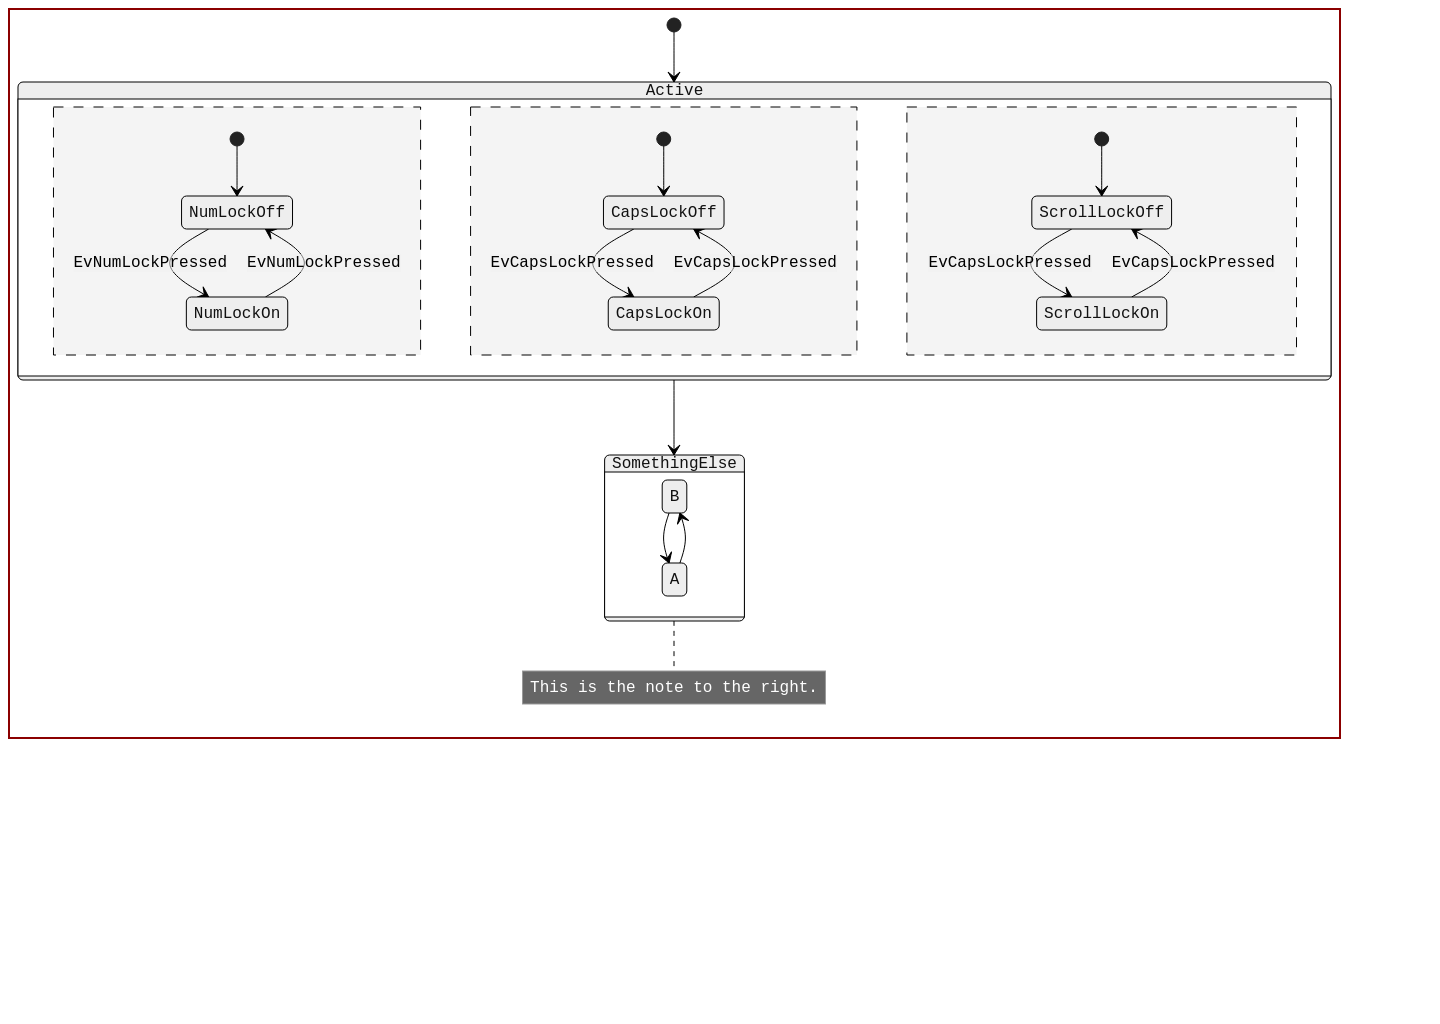 Active
NumLockOff
CapsLockOff
ScrollLockOff
EvNumLockPressed EvNumLockPressed
EvCapsLockPressed EvCapsLockPressed
EvCapsLockPressed EvCapsLockPressed
NumLockOn
CapsLockOn
ScrollLockOn
SomethingElse
B
A
This is the note to the right.